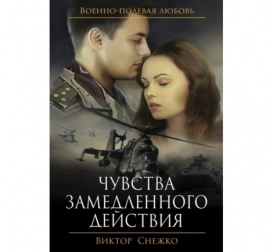 Военно-полевая любовь
ЧУВСТВА
ЗАМЕДЛЕННОГО
ДЕЙСТВИЯ
Виктор Снежко